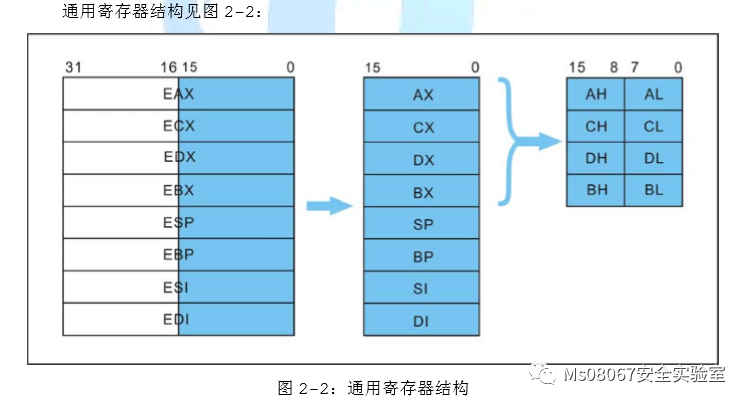 通用寄存器结构见图 2-2：
31 16 15 0 15 0 15 8 7 0
EAX AX AH AL
ECX CX CH CL
EDX DX DH DL
EBX BX BH BL
ESP SP
EBP BP
ESI SI
EDI DI
Ms08067安全实验室
图 2-2：通用寄存器结构